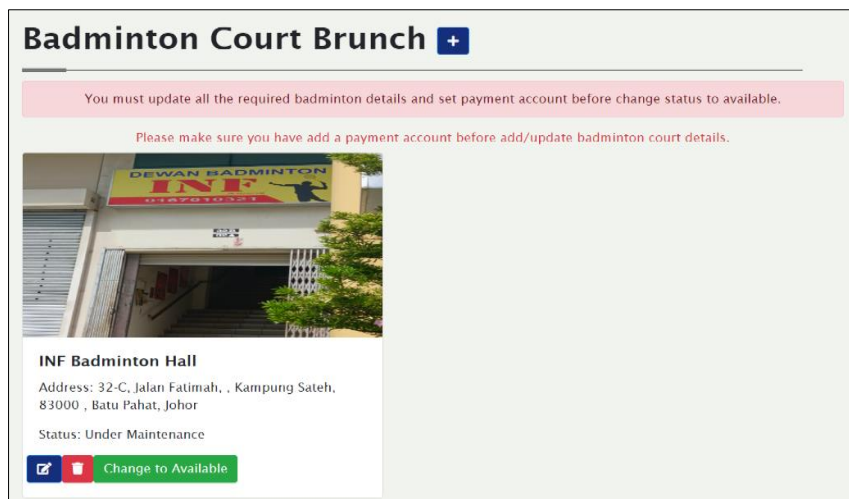 Badminton Court Brunch +
You must update all the required badminton details and set payment account before change status to available.
Please make sure you have add a payment account before add/update badminton court details.
DEWAN BADMINTON
INF
0167010321
INF Badminton Hall
Address: 32-C, Jalan Fatimah, , Kampung Sateh,
83000 , Batu Pahat, Johor
Status: Under Maintenance
Change to Available